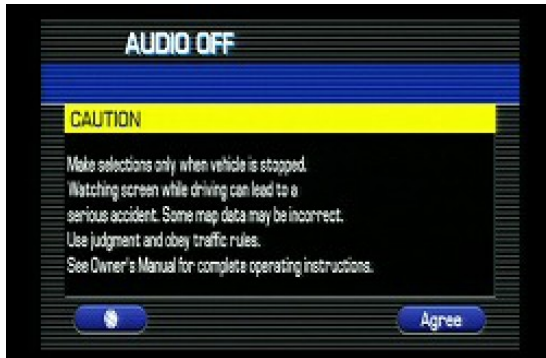 AUDIO OFF
CAUTION
Make selections only when vehicle is stopped.
Watching screen while driving can lead to a
serious accident. Some map data may be incorrect.
Use judgment and obey traffic rules.
See Owner's Manual for complete operating instructions.
Agree